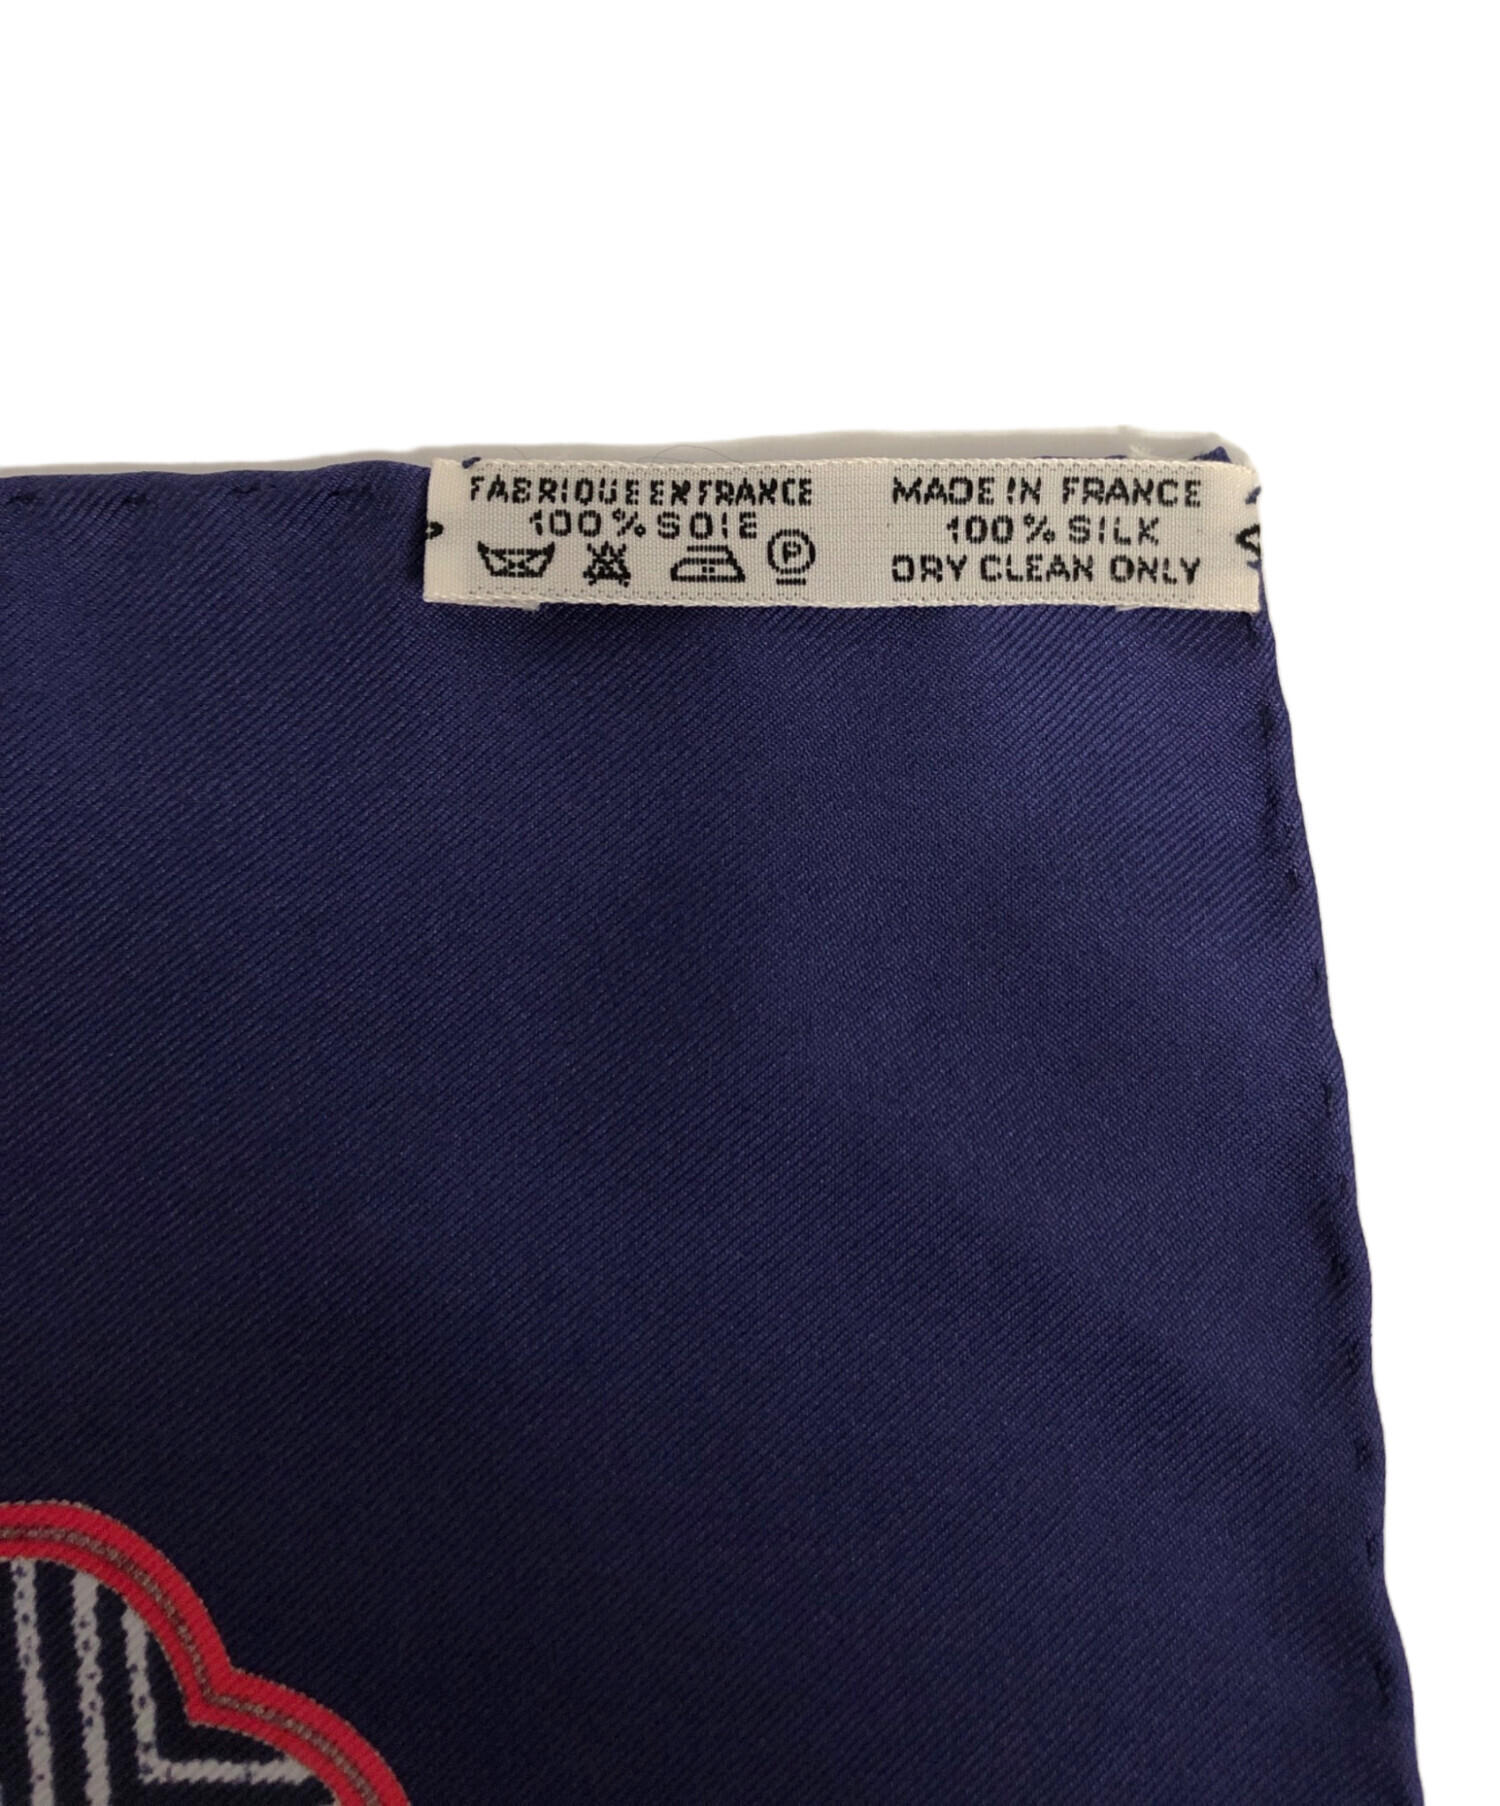 FABRIQUE EN FRANCE
100% SOIE
P
MADE IN FRANCE
100% SILK
DRY CLEAN ONLY